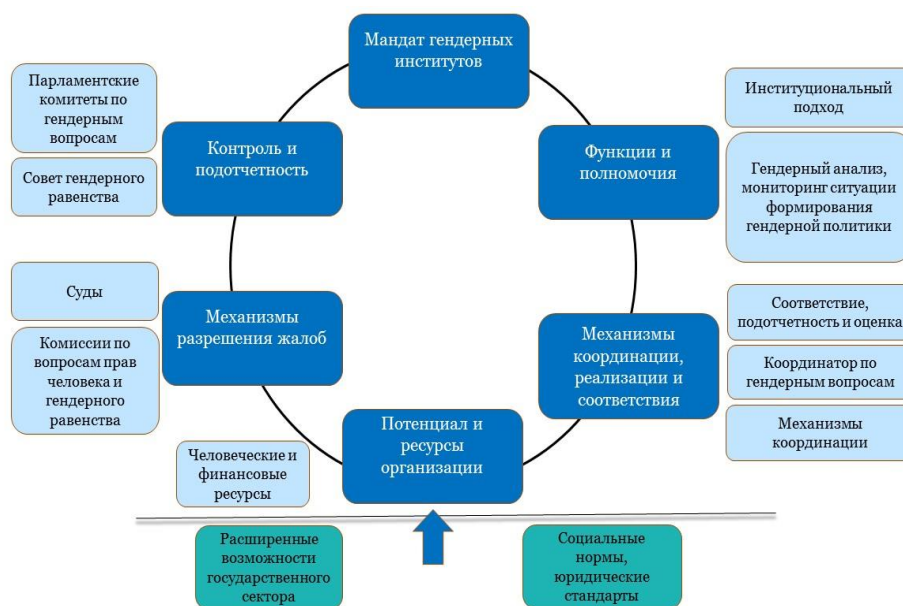 Мандат гендерных
институтов
Парламентские
комитеты по
гендерным
вопросам
Совет гендерного
равенства
Контроль и
подотчетность
Функции и
полномочия
Институциональный
подход
Гендерный анализ,
мониторинг ситуации
формирования
гендерной политики
Суды
Комиссии по
вопросам прав
человека и
гендерного
равенства
Механизмы
разрешения жалоб
Механизмы
координации,
реализации и
соответствия
Соответствие,
подотчетность и оценка
Координатор по
гендерным вопросам
Механизмы
координации
Человеческие и
финансовые
ресурсы
Потенциал и
ресурсы
организации
Расширенные
возможности
государственного
сектора
Социальные
нормы,
юридические
стандарты